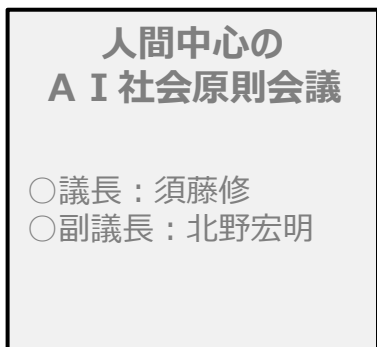 人間中心の
ＡＩ社会原則会議
○議長：須藤修
○副議長：北野宏明